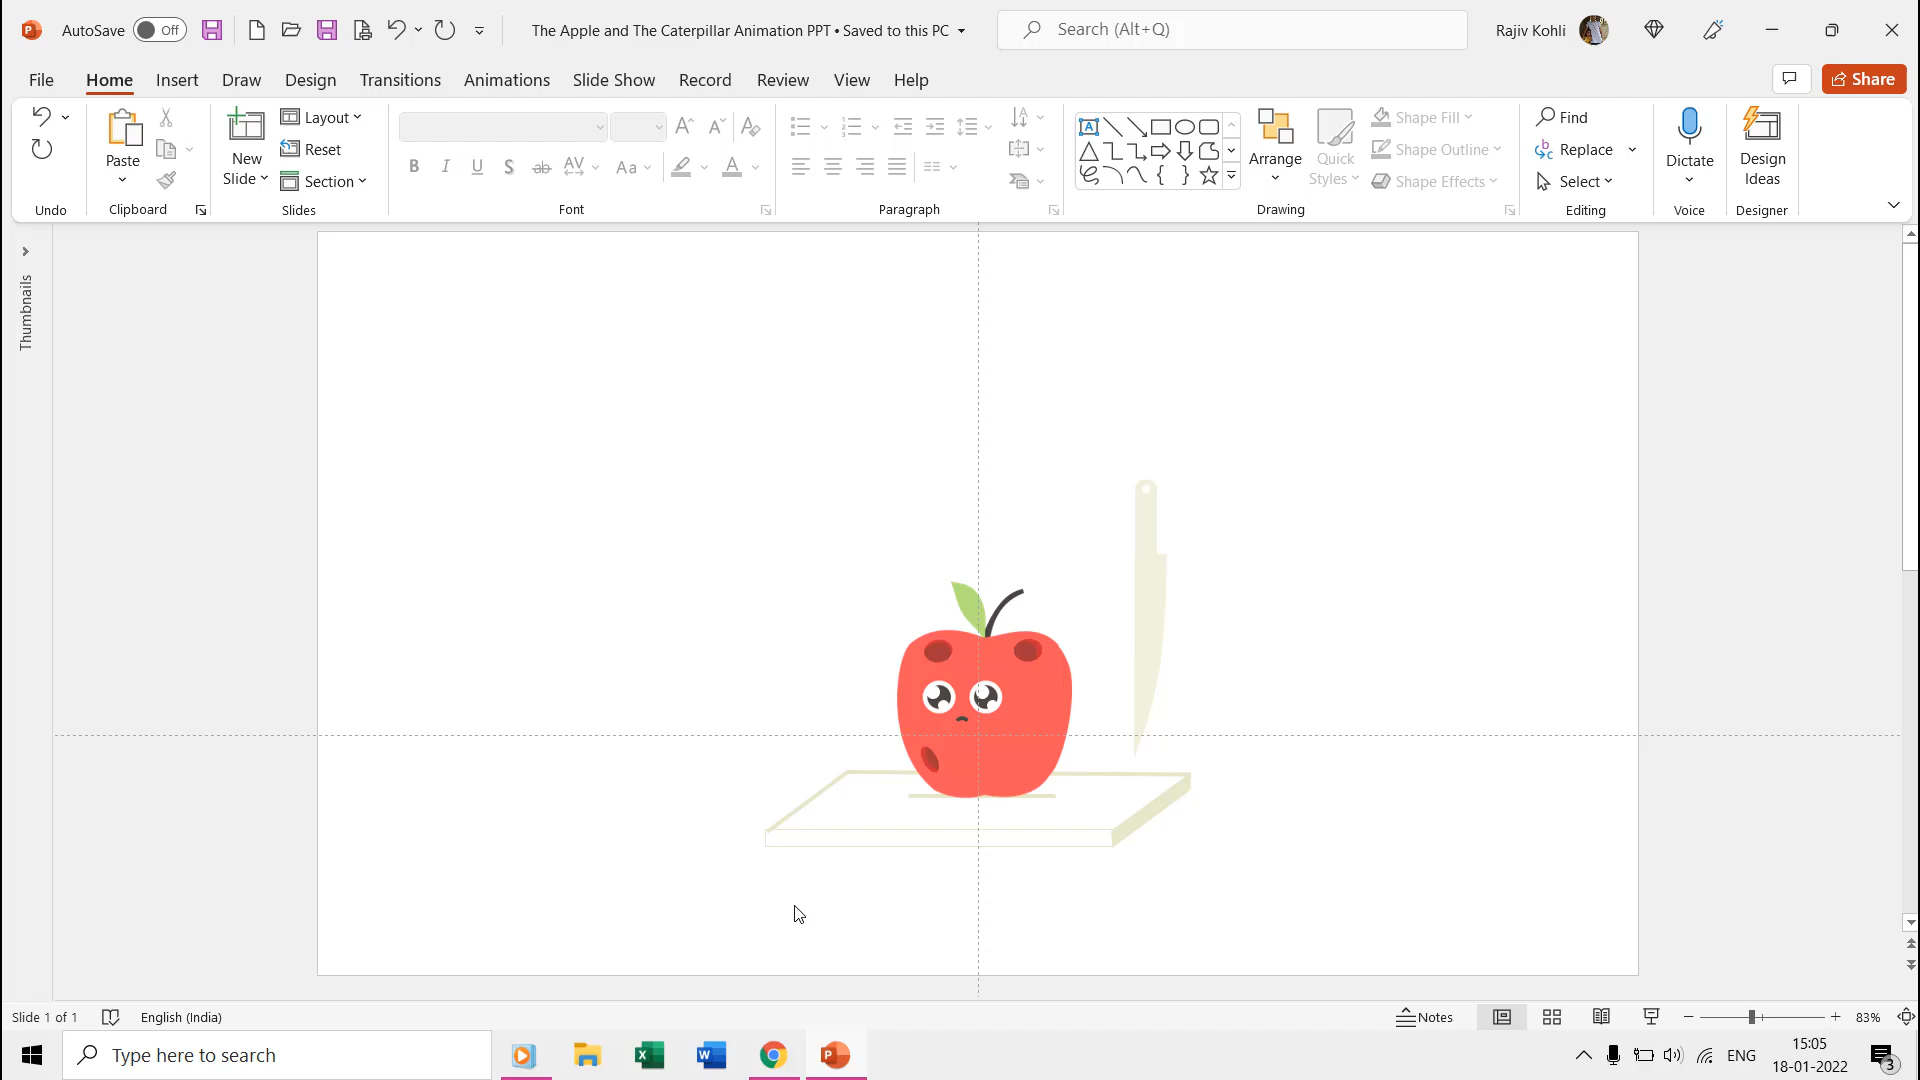 AutoSave Off The Apple and The Caterpillar Animation PPT • Saved to this PC Search (Alt+Q) Rajiv Kohli
File Home Insert Draw Design Transitions Animations Slide Show Record Review View Help Share
Undo
Paste
Clipboard
New
Slide
Layout
Reset
Section
Slides
B I U S ab AV Aa A
Font
Paragraph
Arrange
Quick
Styles
Shape Fill
Shape Outline
Shape Effects
Drawing
Find
Replace
Select
Editing
Dictate
Voice
Design
Ideas
Designer
Thumbnails
Slide 1 of 1 English (India) Notes 83%
Type here to search
ENG
15:05
18-01-2022
3